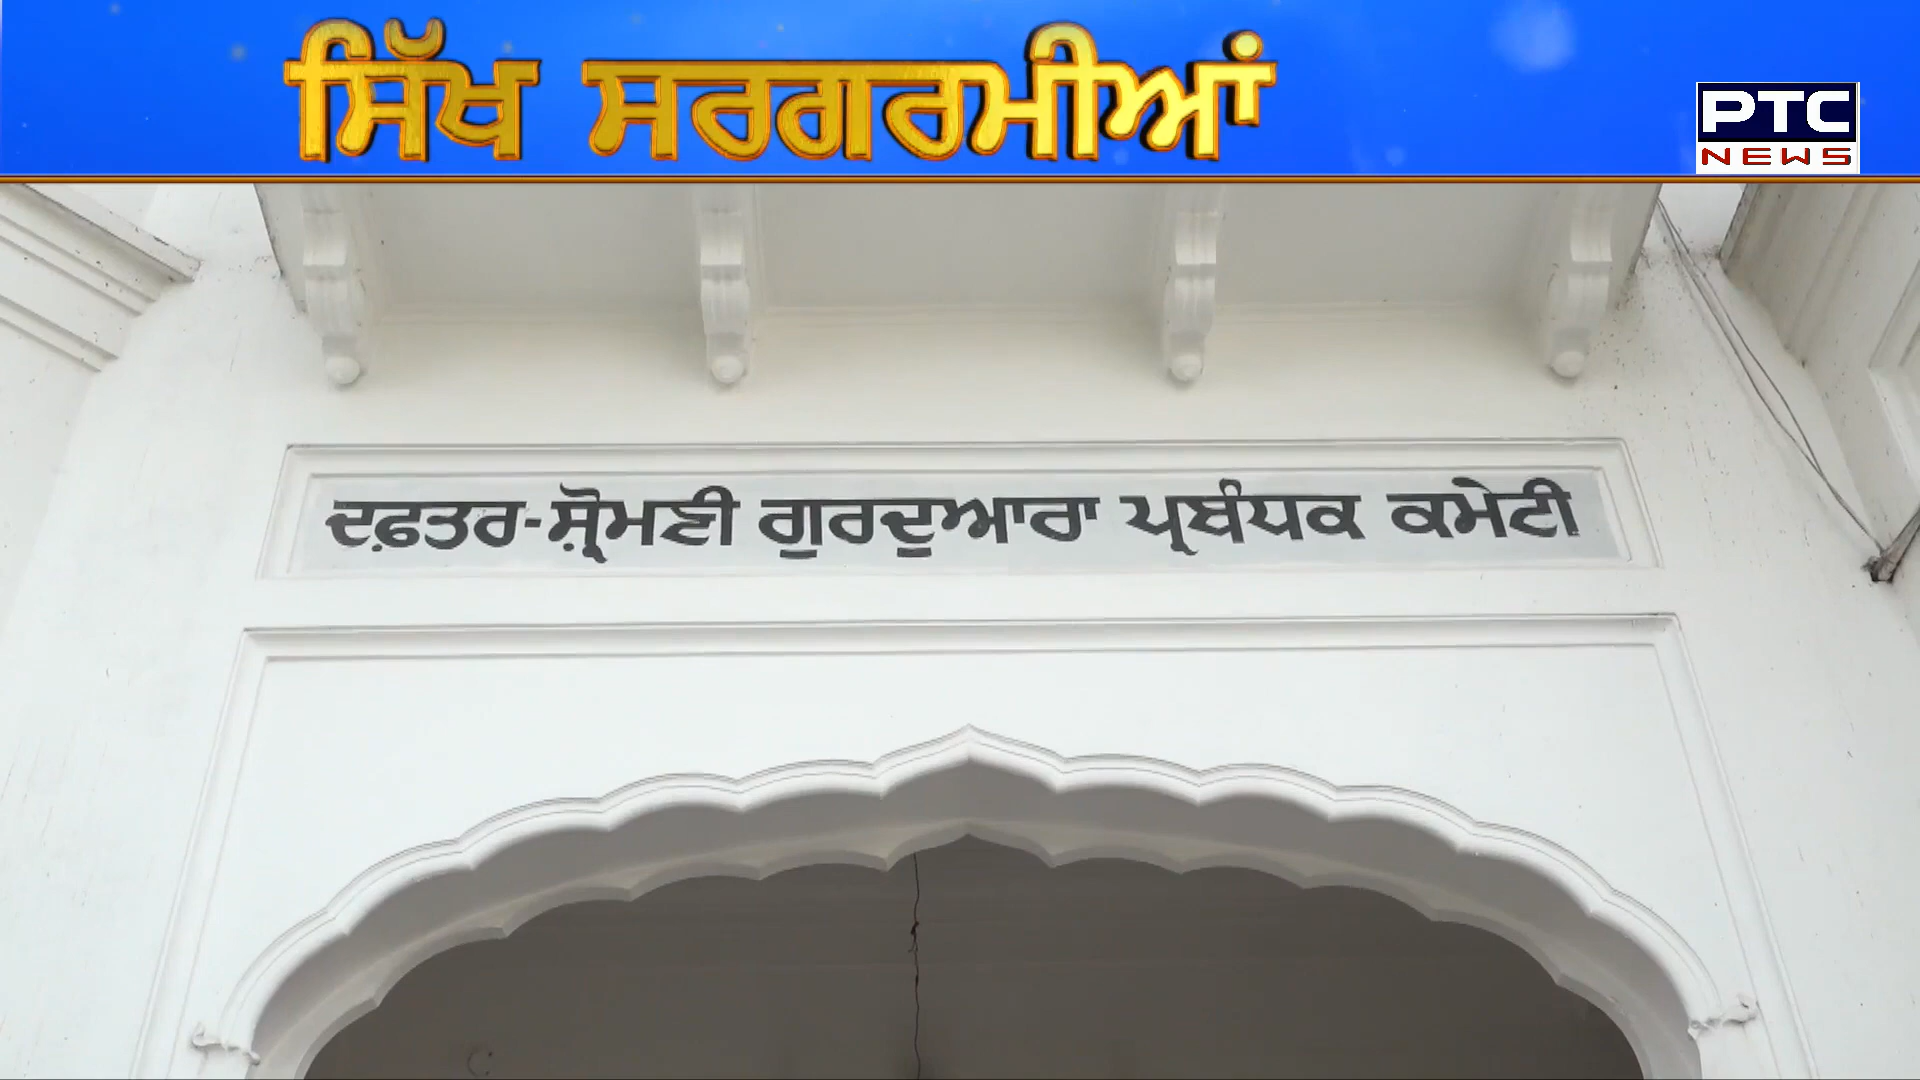 ਸਿੱਖ ਸਰਗਰਮੀਆਂ
PTC
NEWS
ਦਫ਼ਤਰ-ਸ਼੍ਰੋਮਣੀ ਗੁਰਦੁਆਰਾ ਪ੍ਰਬੰਧਕ ਕਮੇਟੀ